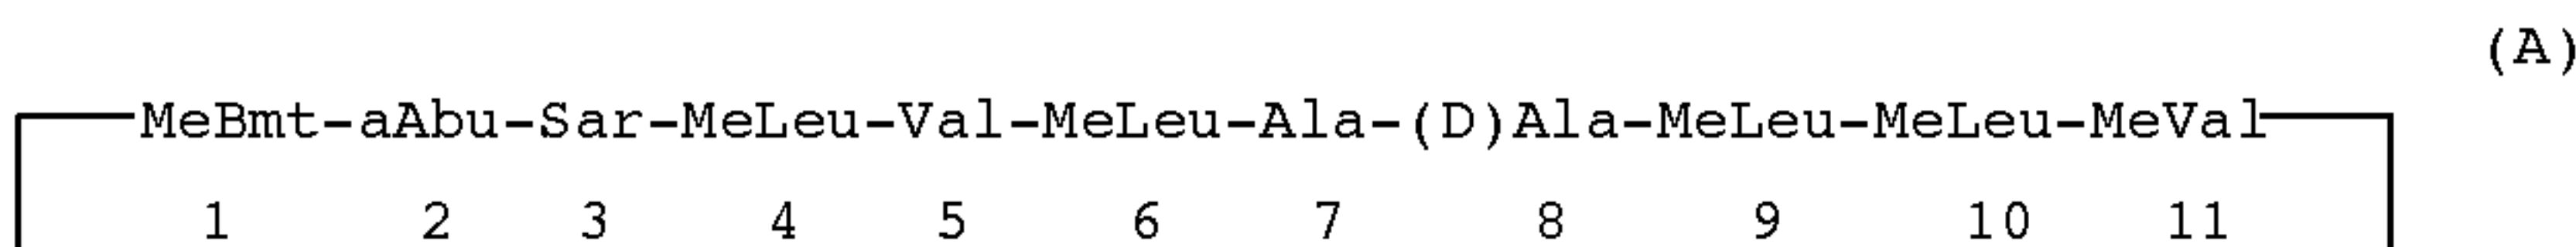 (A)
MeBmt-aAbu-Sar-MeLeu-Val-MeLeu-Ala-(D)Ala-MeLeu-MeLeu-MeVal
1 2 3 4 5 6 7 8 9 10 11